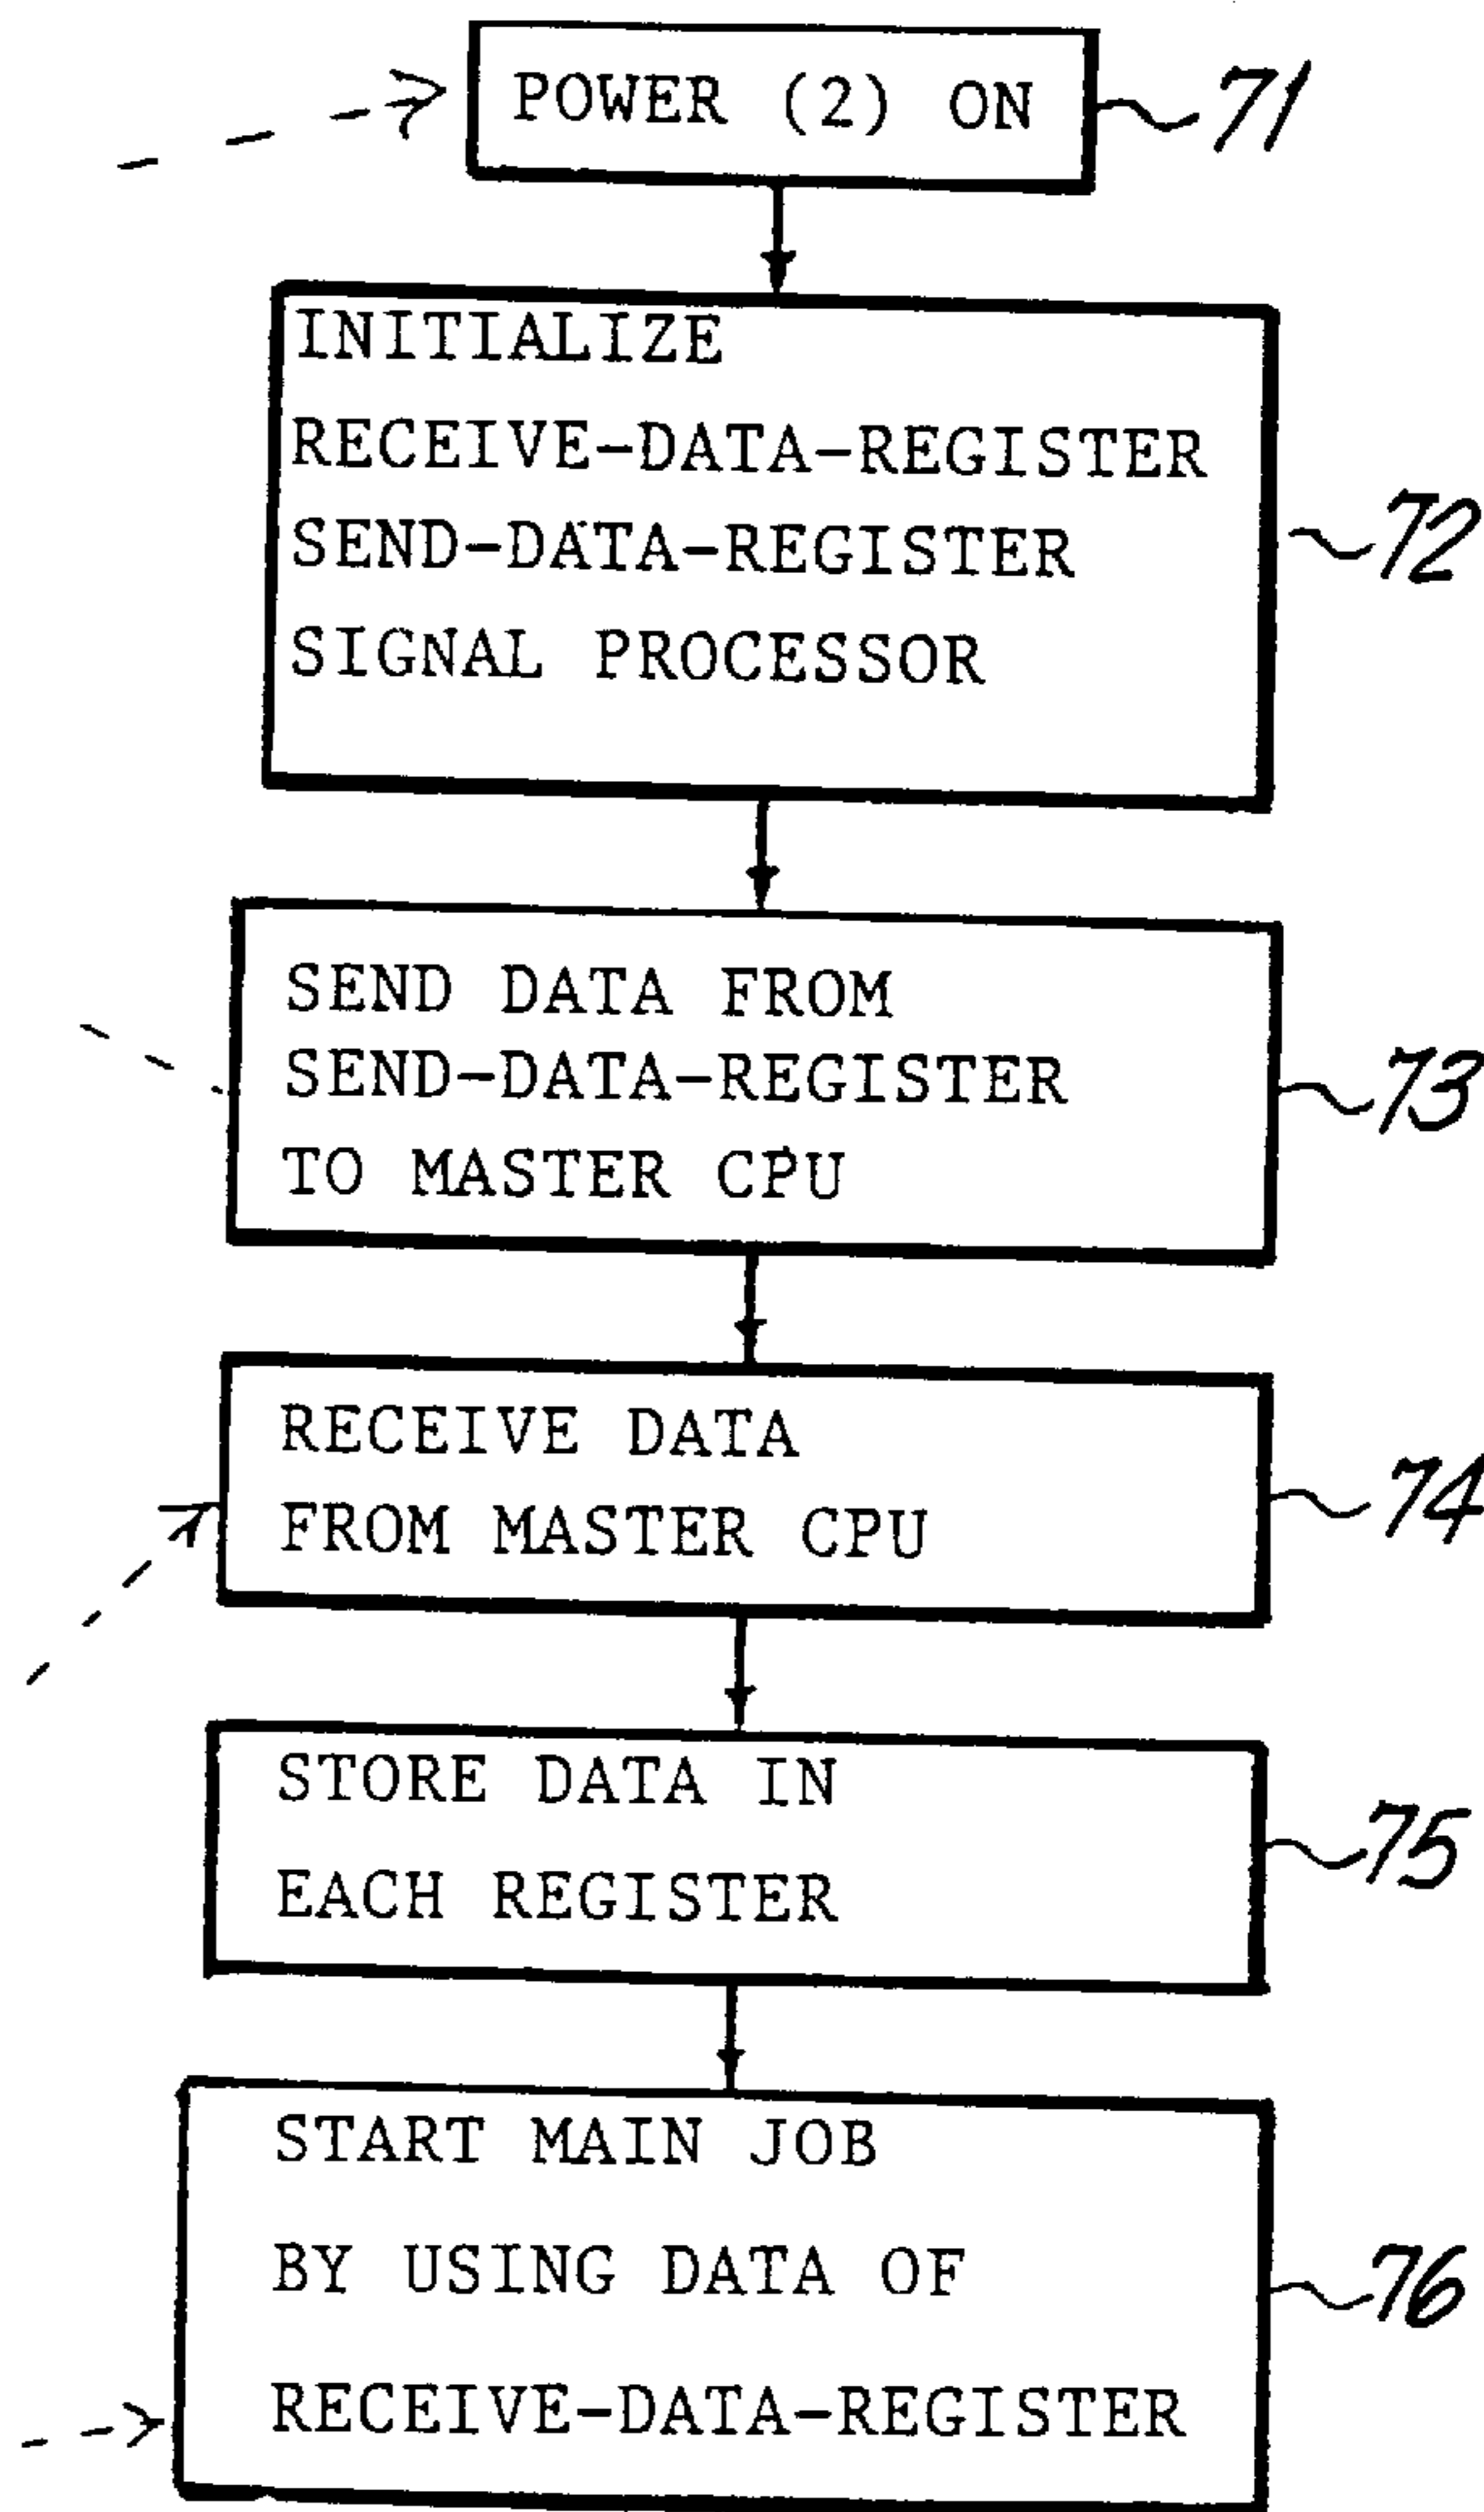 POWER (2) ON
71
INITIALIZE
RECEIVE-DATA-REGISTER
SEND-DATA-REGISTER
SIGNAL PROCESSOR
72
SEND DATA FROM
SEND-DATA-REGISTER
TO MASTER CPU
73
RECEIVE DATA
FROM MASTER CPU
74
STORE DATA IN
EACH REGISTER
75
START MAIN JOB
BY USING DATA OF
RECEIVE-DATA-REGISTER
76